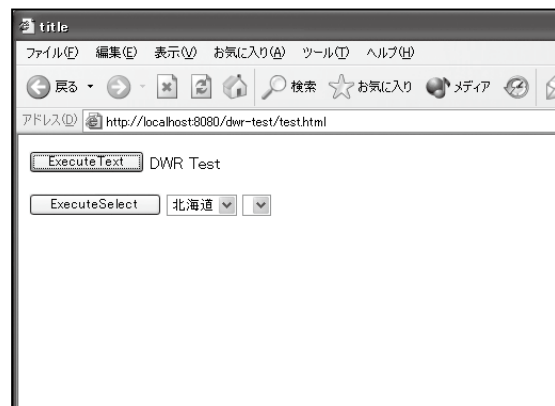 title
ファイル(F) 編集(E) 表示(V) お気に入り(A) ツール(T) ヘルプ(H)
戻る 検索 お気に入り メディア
アドレス(D) http://localhost:8080/dwr-test/test.html
ExecuteText DWR Test
ExecuteSelect 北海道